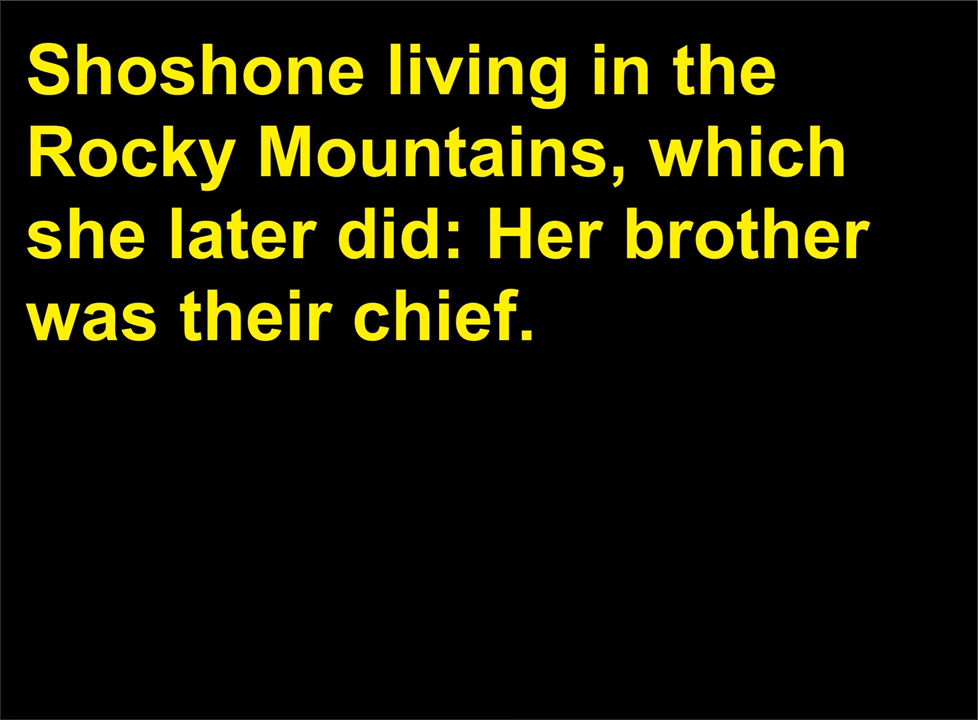 Shoshone living in the
Rocky Mountains, which
she later did: Her brother
was their chief.